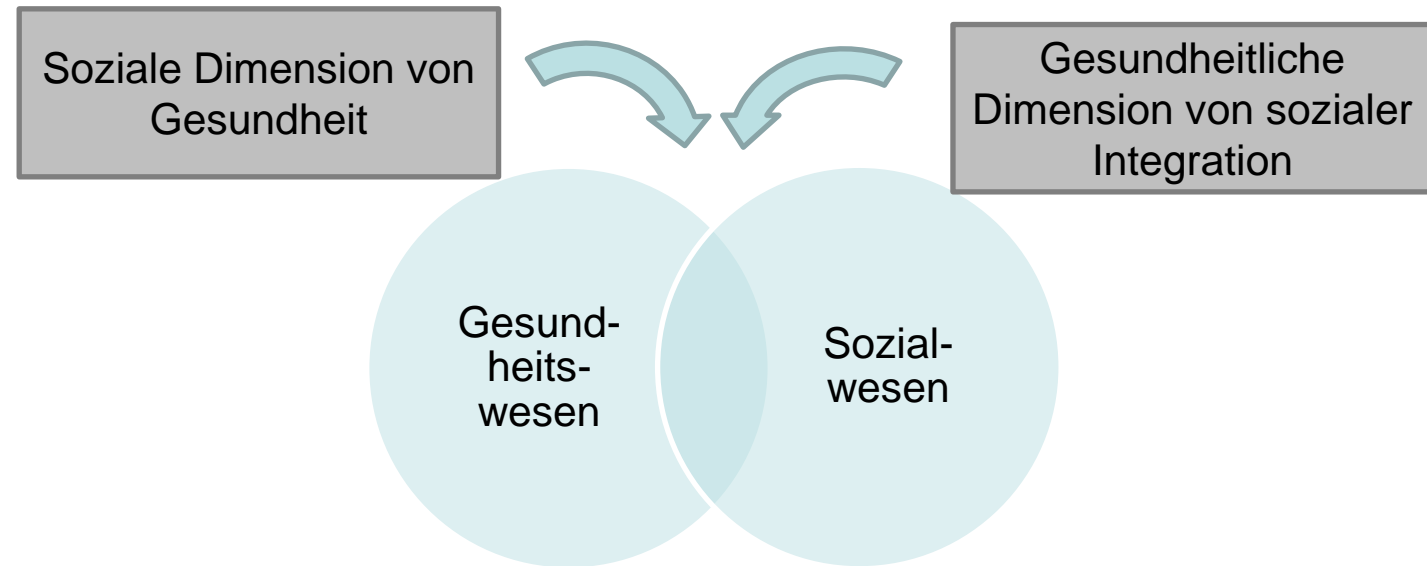 Soziale Dimension von
Gesundheit
Gesundheitliche
Dimension von sozialer
Integration
Gesund-
heits-
wesen
Sozial-
wesen